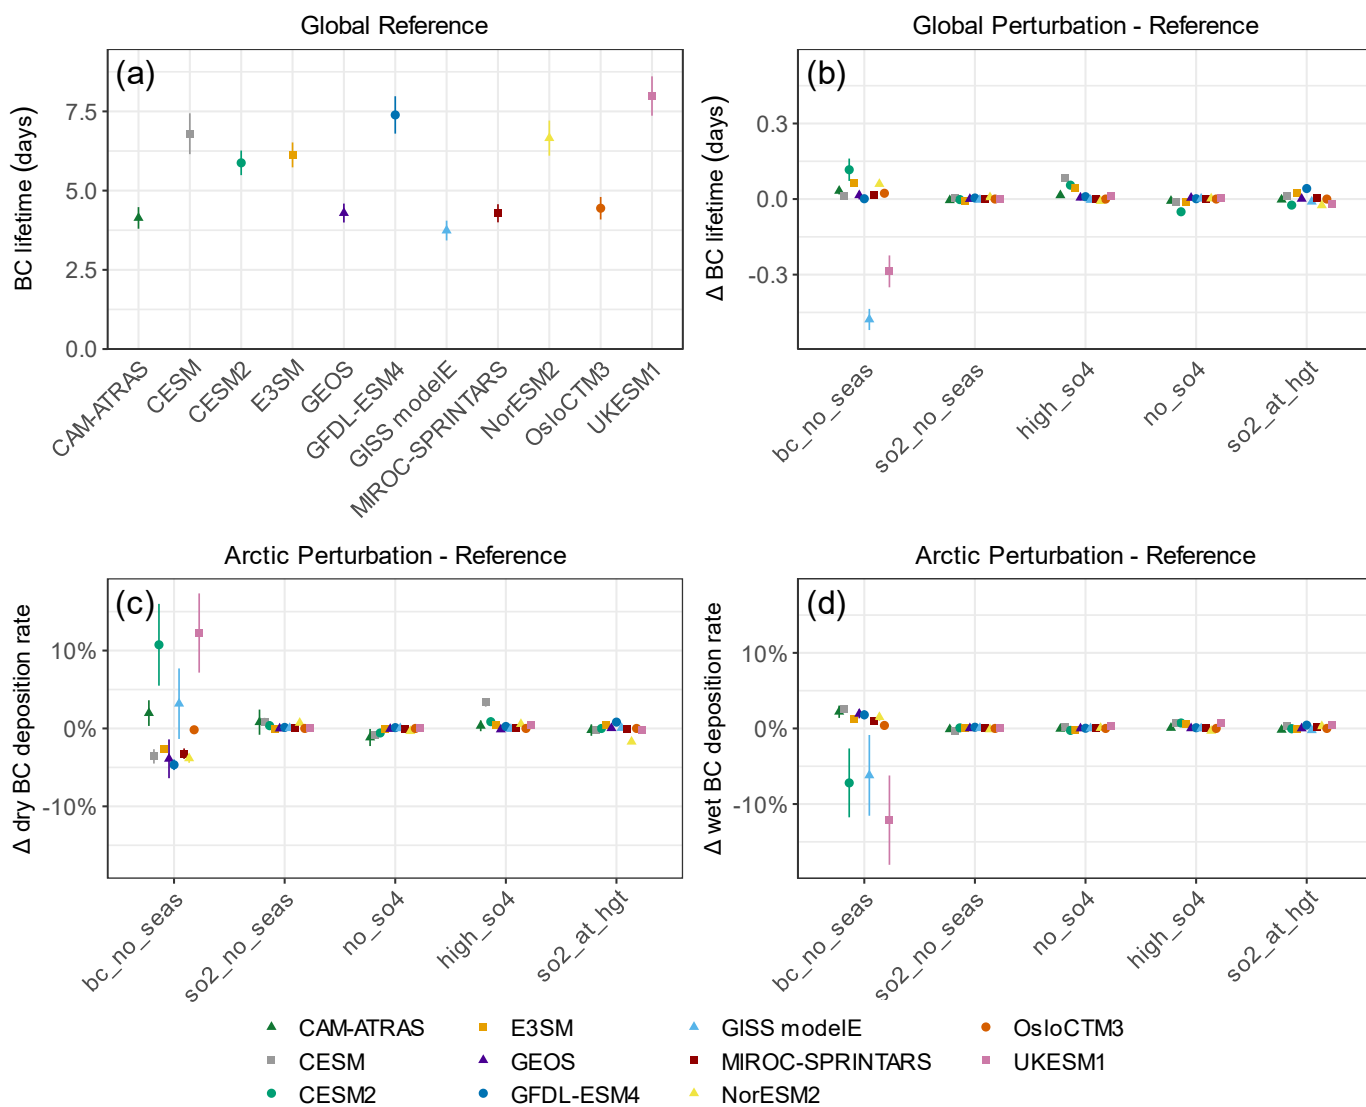 Global Reference
(a)
BC lifetime (days)
7.5
5.0
2.5
0.0
CAM-ATRAS
CESM
CESM2
E3SM
GEOS
GFDL-ESM4
GISS modelE
MIROC-SPRINTARS
NorESM2
OsloCTM3
UKESM1
Global Perturbation - Reference
(b)
Δ BC lifetime (days)
0.3
0.0
-0.3
bc_no_seas
so2_no_seas
high_so4
no_so4
so2_at_hgt
Arctic Perturbation - Reference
(c)
Δ dry BC deposition rate
10%
0%
-10%
bc_no_seas
so2_no_seas
no_so4
high_so4
so2_at_hgt
Arctic Perturbation - Reference
(d)
Δ wet BC deposition rate
10%
0%
-10%
bc_no_seas
so2_no_seas
no_so4
high_so4
so2_at_hgt
CAM-ATRAS
CESM
CESM2
E3SM
GEOS
GFDL-ESM4
GISS modelE
MIROC-SPRINTARS
NorESM2
OsloCTM3
UKESM1